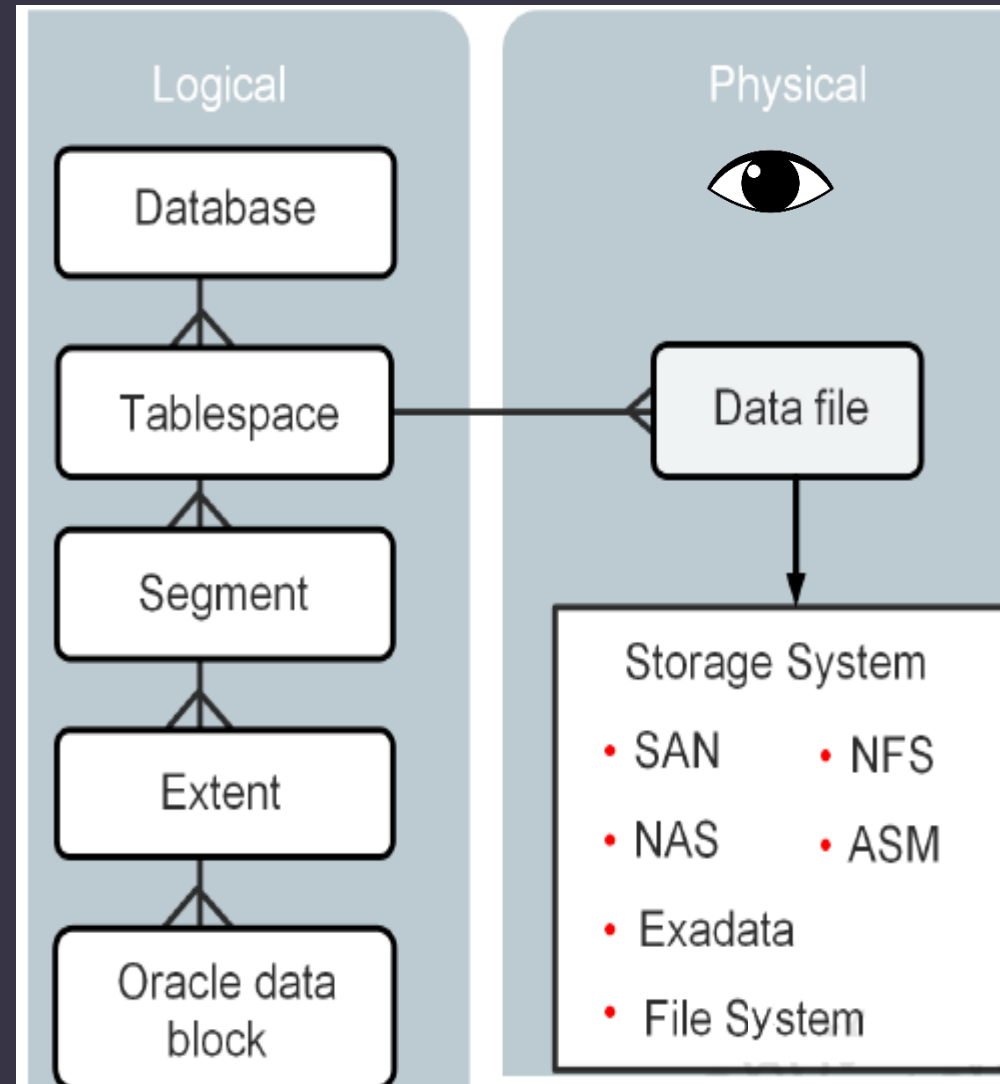 Logical
Database
Tablespace
Segment
Extent
Oracle data
block
Physical
Data file
Storage System
• SAN
• NFS
• NAS
• ASM
• Exadata
• File System